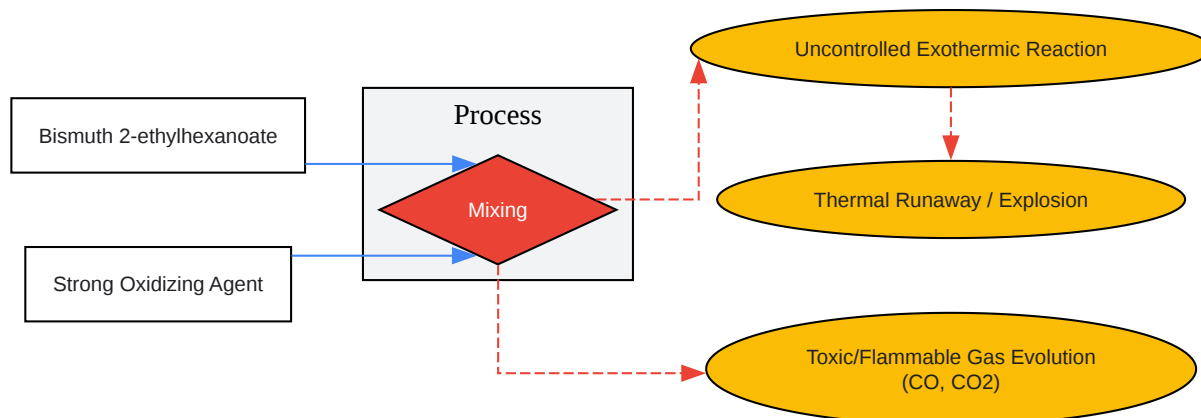 Uncontrolled Exothermic Reaction
Process
Bismuth 2-ethylhexanoate
Mixing
Thermal Runaway / Explosion
Strong Oxidizing Agent
Toxic/Flammable Gas Evolution
(CO, CO2)